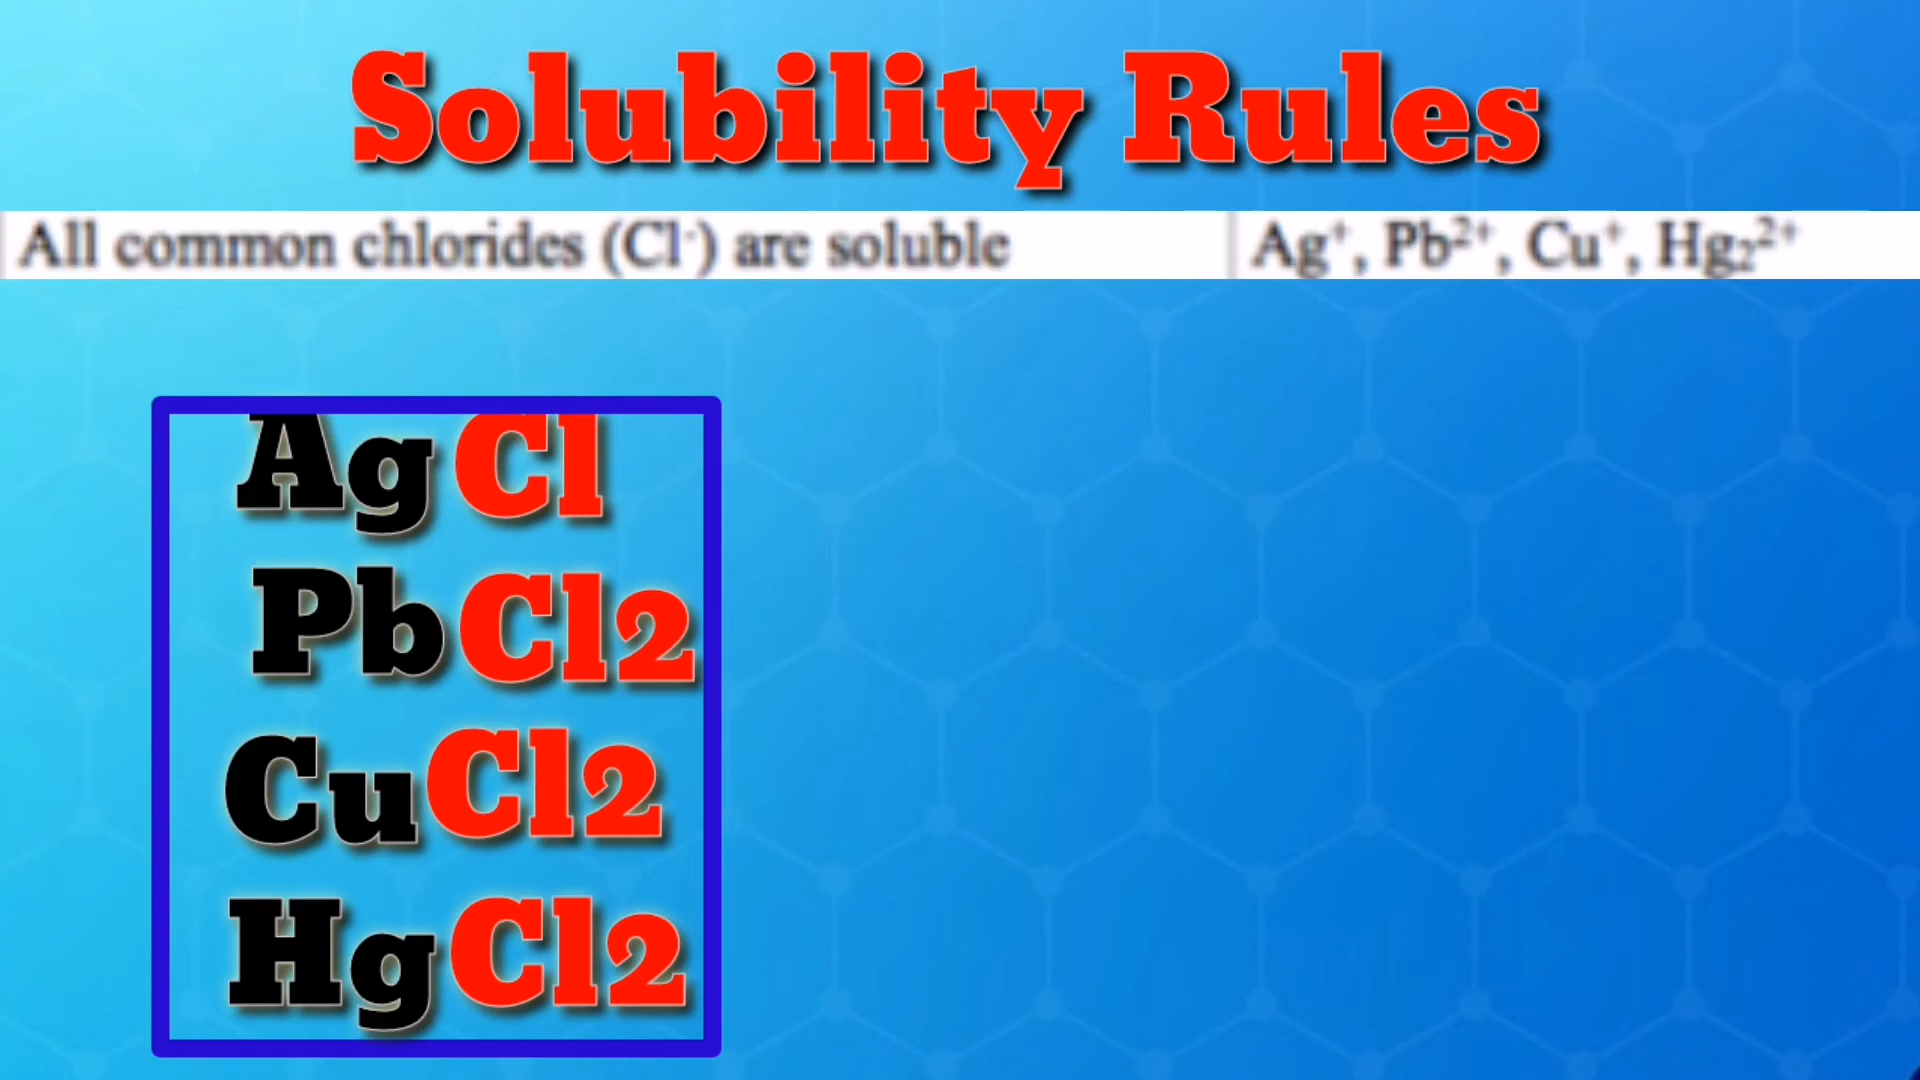 Solubility Rules
All common chlorides (Cl⁻) are soluble Ag⁺, Pb²⁺, Cu⁺, Hg₂²⁺
AgCl
PbCl2
CuCl2
HgCl2